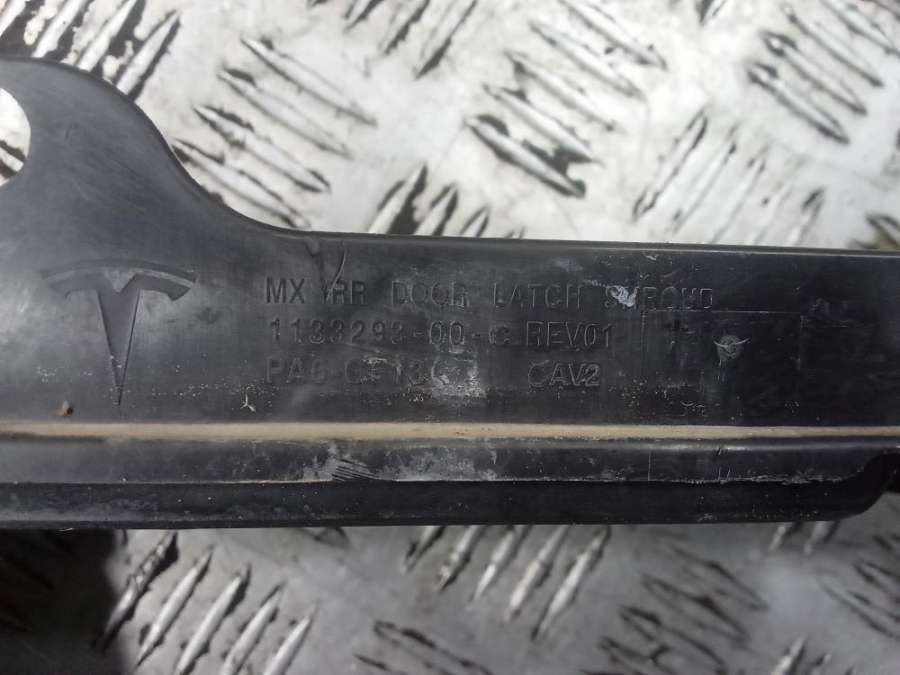 MX RR DOOR LATCH SHROUD
1133293-00-C REV01
CAV2